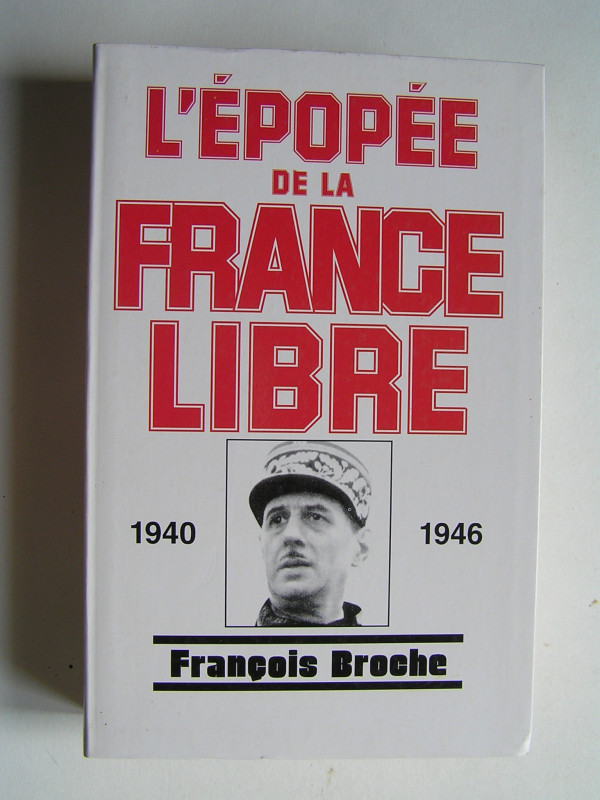 L'ÉPOPÉE
DE LA
FRANCE
LIBRE
1940 1946
François Broche